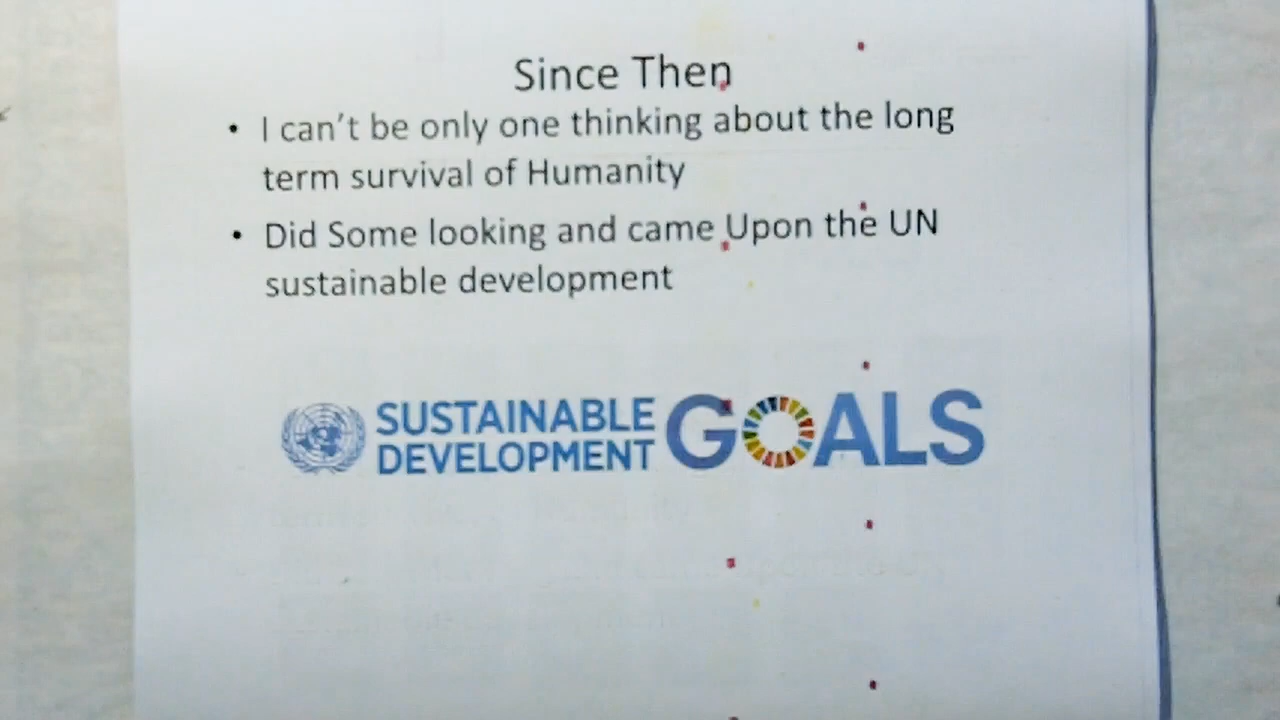 Since Then
• I can't be only one thinking about the long
term survival of Humanity
• Did Some looking and came Upon the UN
sustainable development
SUSTAINABLE
DEVELOPMENT
GOALS